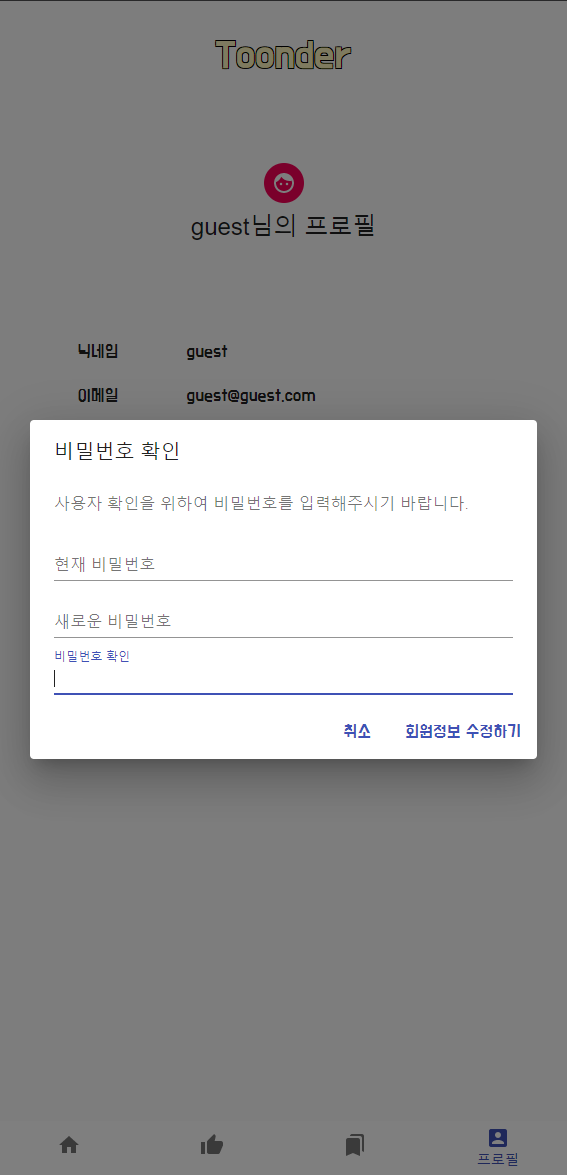 Toonder
guest님의 프로필
닉네임 guest
이메일 guest@guest.com
비밀번호 확인
사용자 확인을 위하여 비밀번호를 입력해주시기 바랍니다.
현재 비밀번호
새로운 비밀번호
비밀번호 확인
취소 회원정보 수정하기
프로필